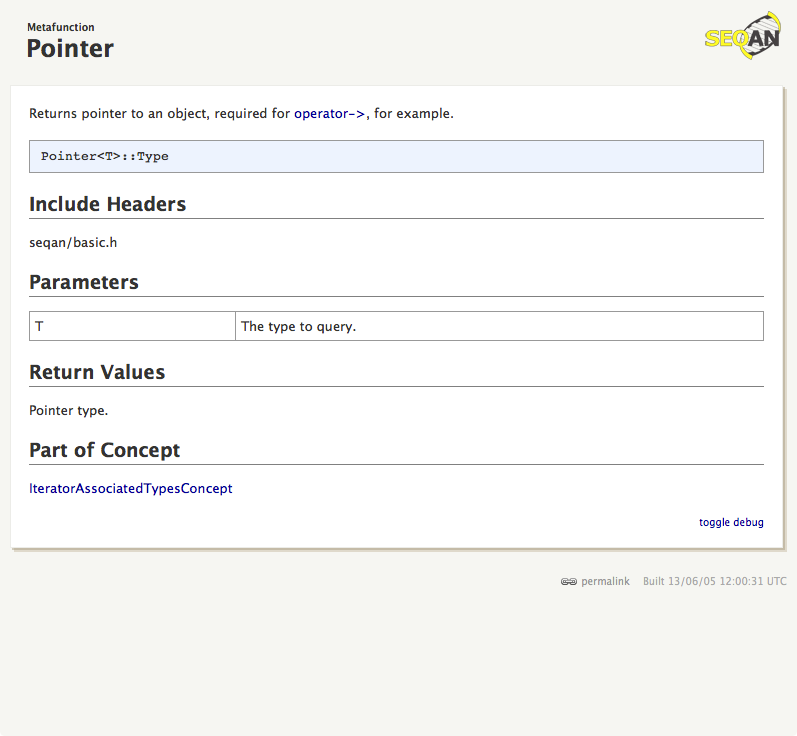 Metafunction
Pointer
SEQAN
Returns pointer to an object, required for operator->, for example.
Pointer<T>::Type
Include Headers
seqan/basic.h
Parameters
T The type to query.
Return Values
Pointer type.
Part of Concept
IteratorAssociatedTypesConcept
toggle debug
permalink Built 13/06/05 12:00:31 UTC